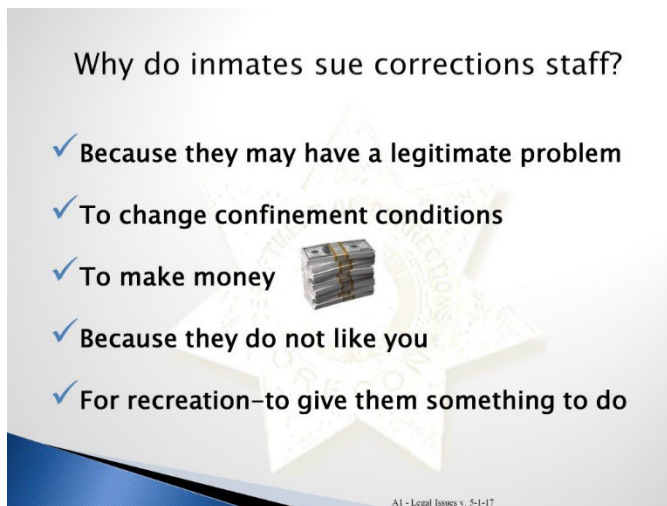 Why do inmates sue corrections staff?
✓ Because they may have a legitimate problem
✓ To change confinement conditions
✓ To make money
✓ Because they do not like you
✓ For recreation–to give them something to do
OREGON
A1 - Legal Issues v. 5-1-17